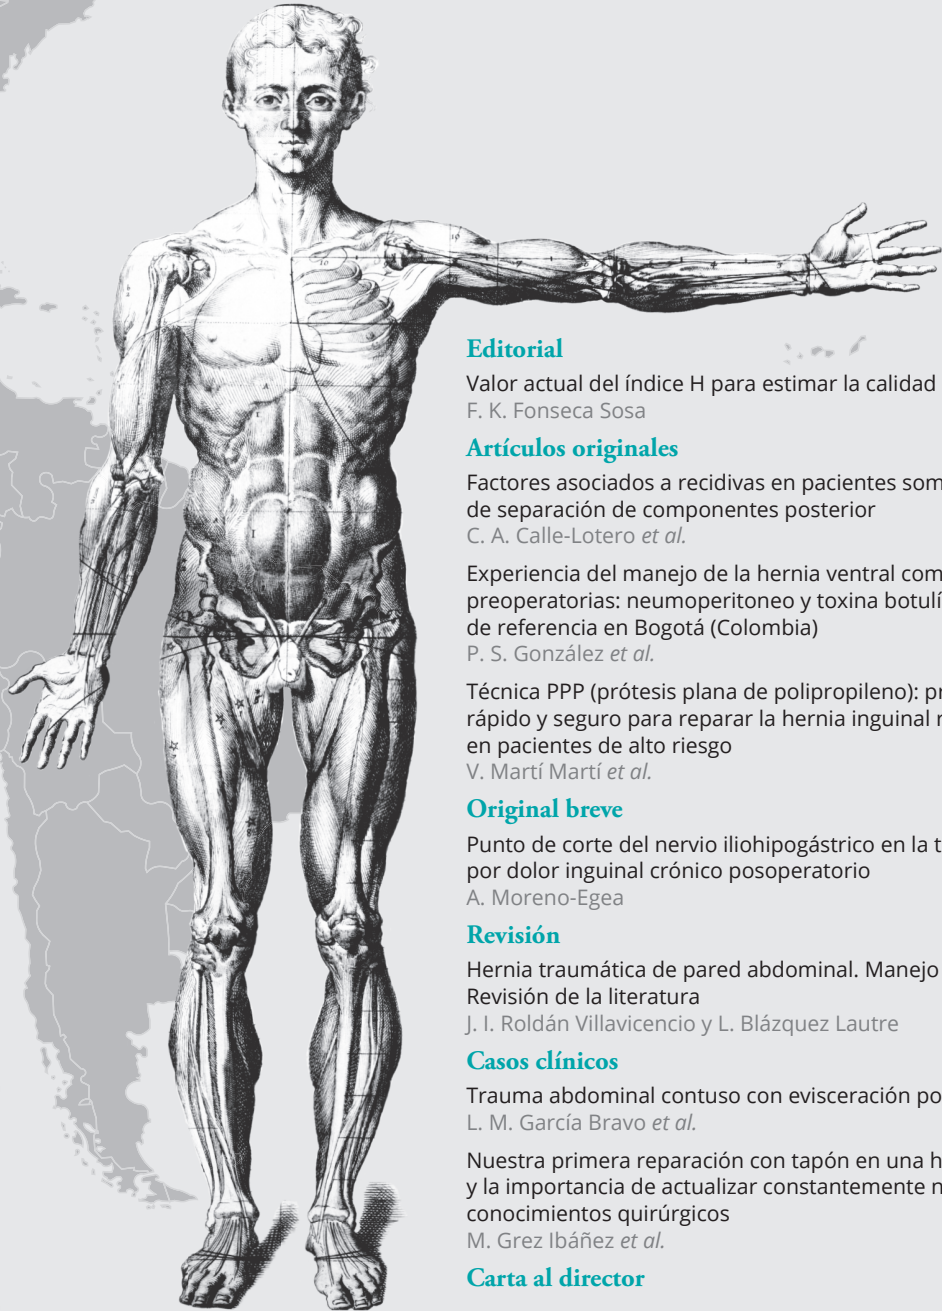 Editorial
Valor actual del índice H para estimar la calidad
F. K. Fonseca Sosa
Artículos originales
Factores asociados a recidivas en pacientes som
de separación de componentes posterior
C. A. Calle-Lotero et al.
Experiencia del manejo de la hernia ventral com
preoperatorias: neumoperitoneo y toxina botulí
de referencia en Bogotá (Colombia)
P. S. González et al.
Técnica PPP (prótesis plana de polipropileno): pr
rápido y seguro para reparar la hernia inguinal r
en pacientes de alto riesgo
V. Martí Martí et al.
Original breve
Punto de corte del nervio iliohipogástrico en la t
por dolor inguinal crónico posoperatorio
A. Moreno-Egea
Revisión
Hernia traumática de pared abdominal. Manejo
Revisión de la literatura
J. I. Roldán Villavicencio y L. Blázquez Lautre
Casos clínicos
Trauma abdominal contuso con evisceración po
L. M. García Bravo et al.
Nuestra primera reparación con tapón en una h
y la importancia de actualizar constantemente n
conocimientos quirúrgicos
M. Grez Ibáñez et al.
Carta al director